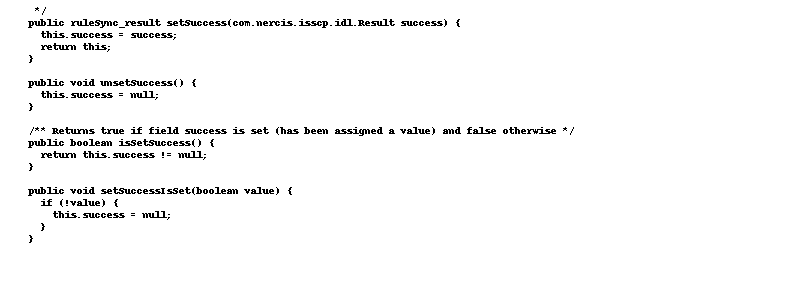 */
public ruleSync_result setSuccess(com.nercis.isscp.idl.Result success) {
this.success = success;
return this;
}
public void unsetSuccess() {
this.success = null;
}
/** Returns true if field success is set (has been assigned a value) and false otherwise */
public boolean isSetSuccess() {
return this.success != null;
}
public void setSuccessIsSet(boolean value) {
if (!value) {
this.success = null;
}
}